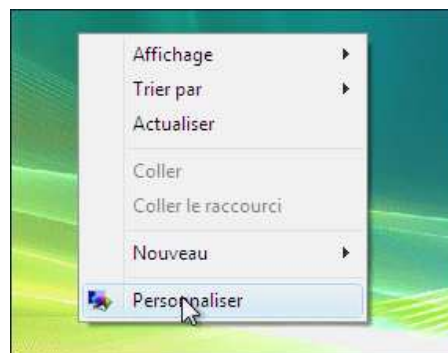 Affichage
Trier par
Actualiser
Coller
Coller le raccourci
Nouveau
Personnaliser